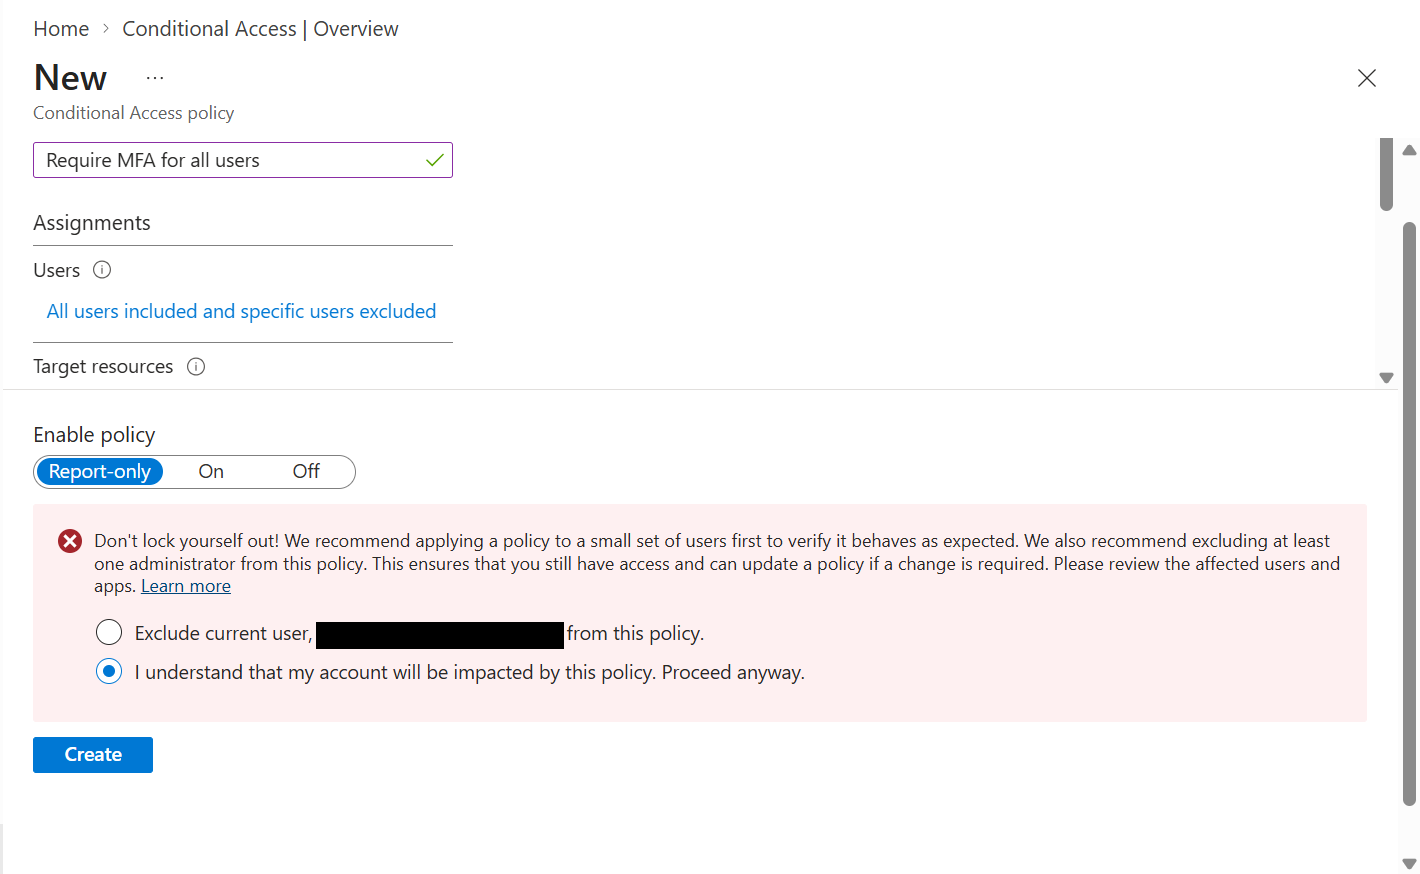 Home > Conditional Access | Overview
New ...
Conditional Access policy
Require MFA for all users
Assignments
Users
All users included and specific users excluded
Target resources
Enable policy
Report-only On Off
Don't lock yourself out! We recommend applying a policy to a small set of users first to verify it behaves as expected. We also recommend excluding at least
one administrator from this policy. This ensures that you still have access and can update a policy if a change is required. Please review the affected users and
apps. Learn more
Exclude current user, from this policy.
I understand that my account will be impacted by this policy. Proceed anyway.
Create